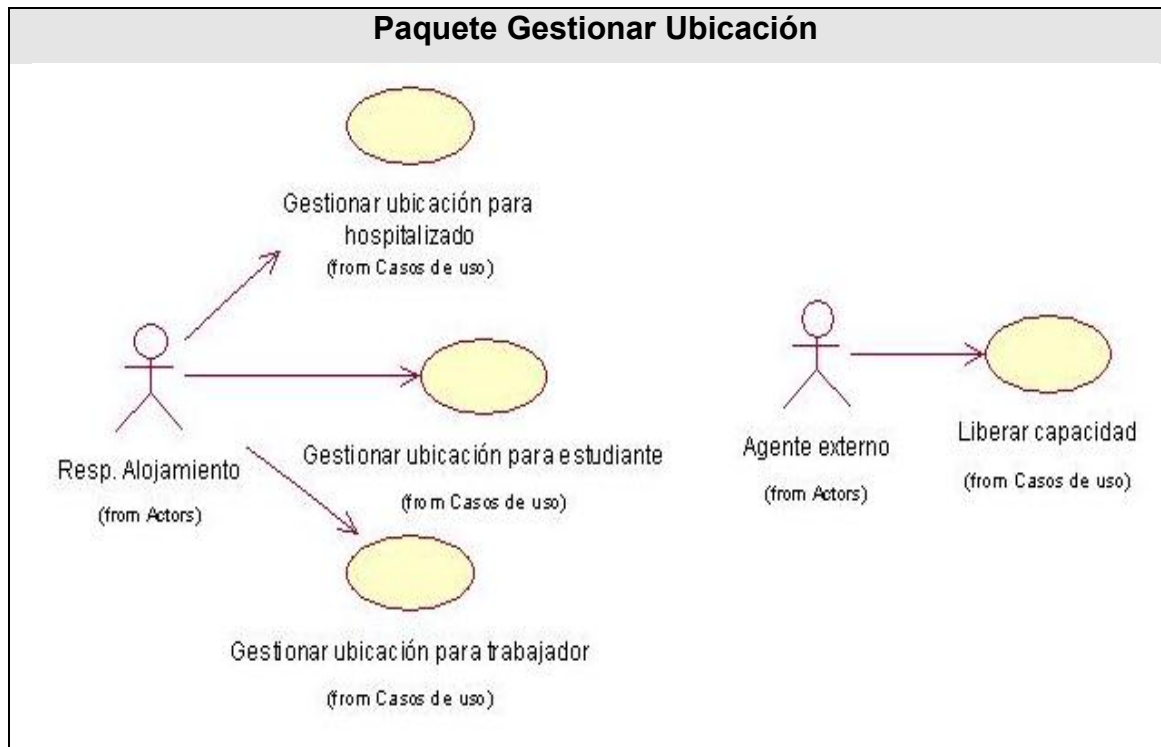 Paquete Gestionar Ubicación
Gestionar ubicación para
hospitalizado
(from Casos de uso)
Resp. Alojamiento
(from Actors)
Gestionar ubicación para estudiante
(from Casos de uso)
Gestionar ubicación para trabajador
(from Casos de uso)
Agente externo
(from Actors)
Liberar capacidad
(from Casos de uso)